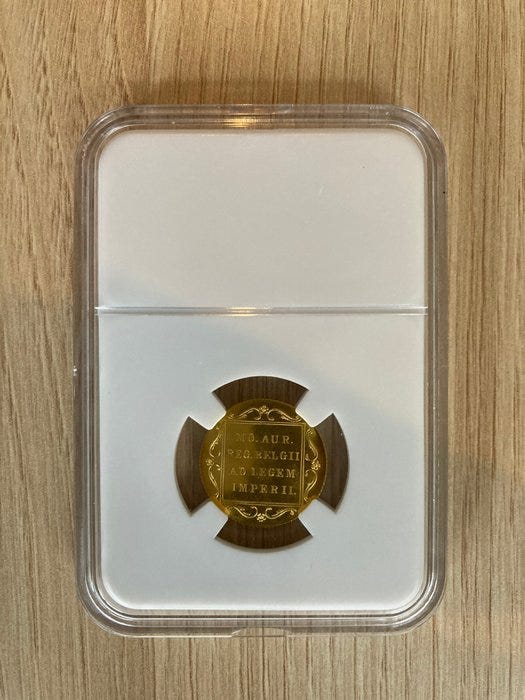 MO. AUR.
REG. BELGII
AD LEGEM
IMPERII.